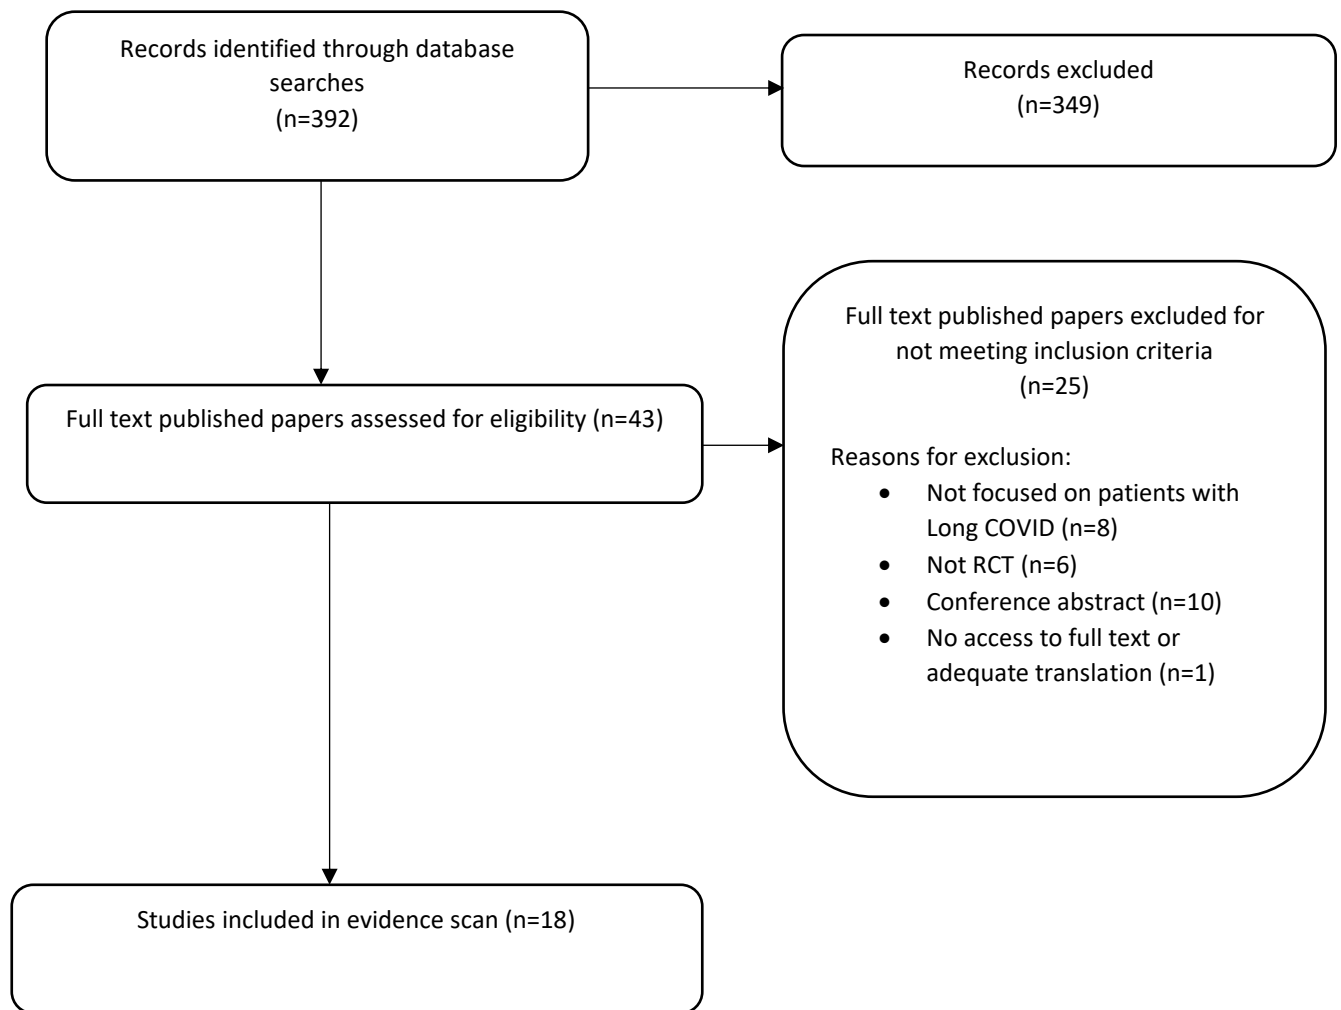 Records identified through database
searches
(n=392)
Records excluded
(n=349)
Full text published papers assessed for eligibility (n=43)
Full text published papers excluded for
not meeting inclusion criteria
(n=25)
Reasons for exclusion:
• Not focused on patients with
Long COVID (n=8)
• Not RCT (n=6)
• Conference abstract (n=10)
• No access to full text or
adequate translation (n=1)
Studies included in evidence scan (n=18)